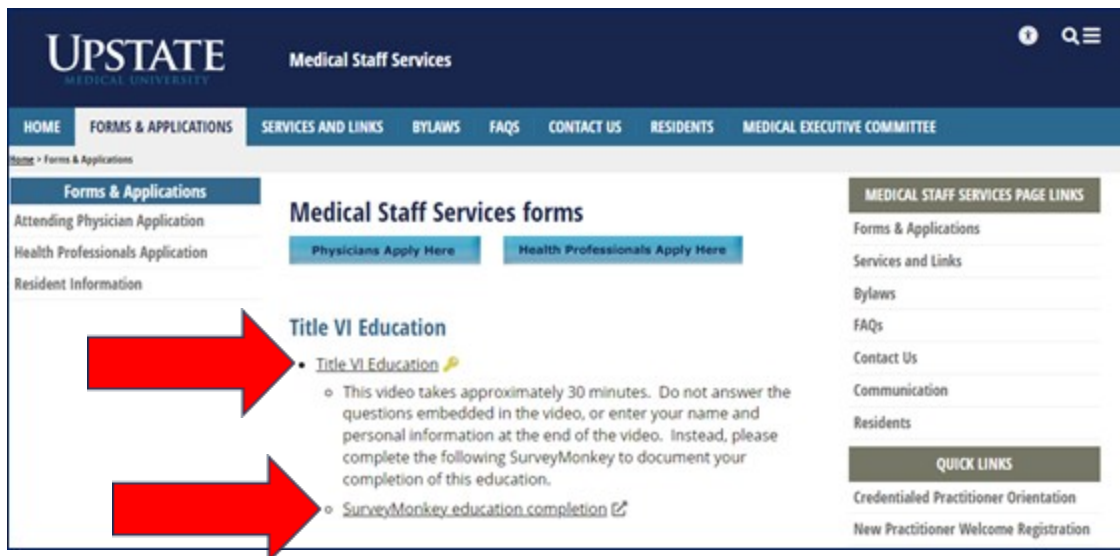 UPSTATE
MEDICAL UNIVERSITY
Medical Staff Services
HOME FORMS & APPLICATIONS SERVICES AND LINKS BYLAWS FAQS CONTACT US RESIDENTS MEDICAL EXECUTIVE COMMITTEE
Home > Forms & Applications
Forms & Applications
Attending Physician Application
Health Professionals Application
Resident Information
Medical Staff Services forms
Physicians Apply Here Health Professionals Apply Here
Title VI Education
• Title VI Education
○ This video takes approximately 30 minutes. Do not answer the
questions embedded in the video, or enter your name and
personal information at the end of the video. Instead, please
complete the following SurveyMonkey to document your
completion of this education.
○ SurveyMonkey education completion
MEDICAL STAFF SERVICES PAGE LINKS
Forms & Applications
Services and Links
Bylaws
FAQs
Contact Us
Communication
Residents
QUICK LINKS
Credentialed Practitioner Orientation
New Practitioner Welcome Registration